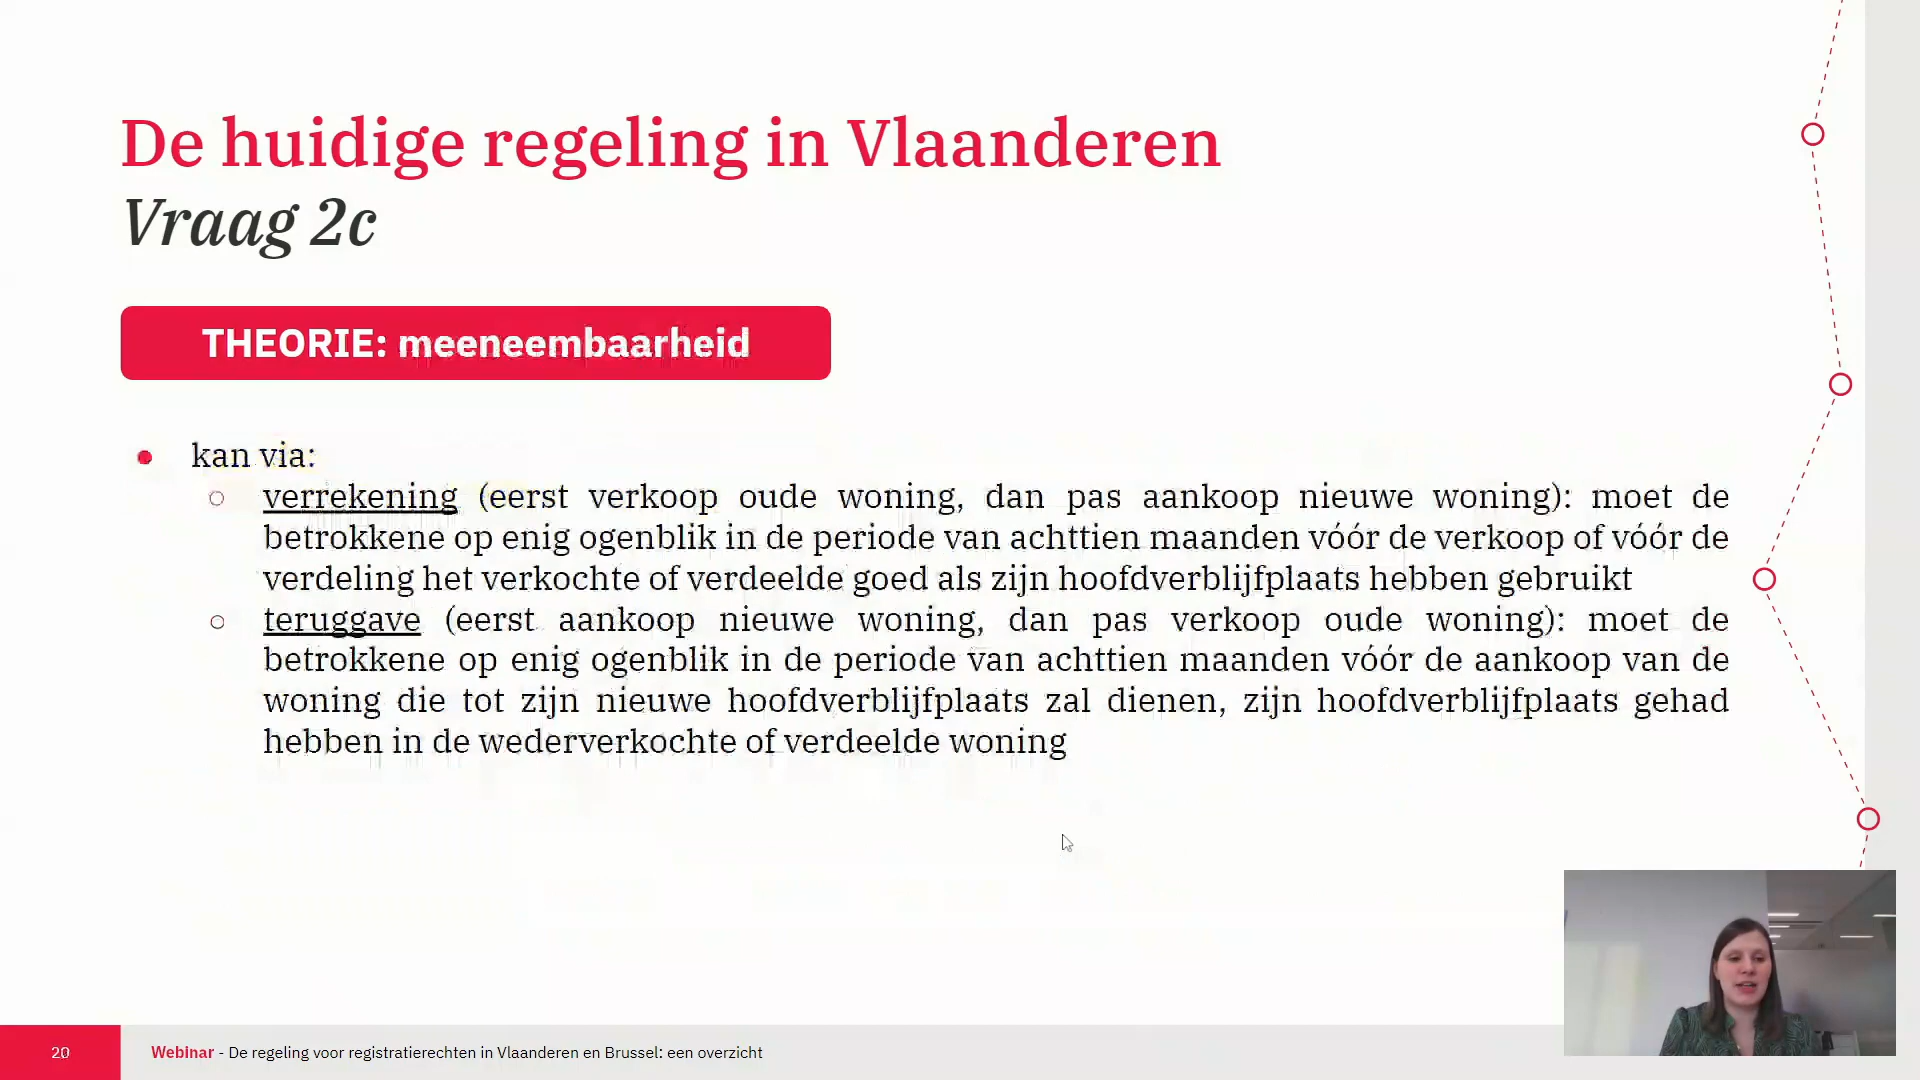 De huidige regeling in Vlaanderen
Vraag 2c
THEORIE: meeneembaarheid
kan via:
verrekening (eerst verkoop oude woning, dan pas aankoop nieuwe woning): moet de
betrokkene op enig ogenblik in de periode van achttien maanden vóór de verkoop of vóór de
verdeling het verkochte of verdeelde goed als zijn hoofdverblijfplaats hebben gebruikt
teruggave (eerst aankoop nieuwe woning, dan pas verkoop oude woning): moet de
betrokkene op enig ogenblik in de periode van achttien maanden vóór de aankoop van de
woning die tot zijn nieuwe hoofdverblijfplaats zal dienen, zijn hoofdverblijfplaats gehad
hebben in de wederverkochte of verdeelde woning
20
Webinar - De regeling voor registratierechten in Vlaanderen en Brussel: een overzicht